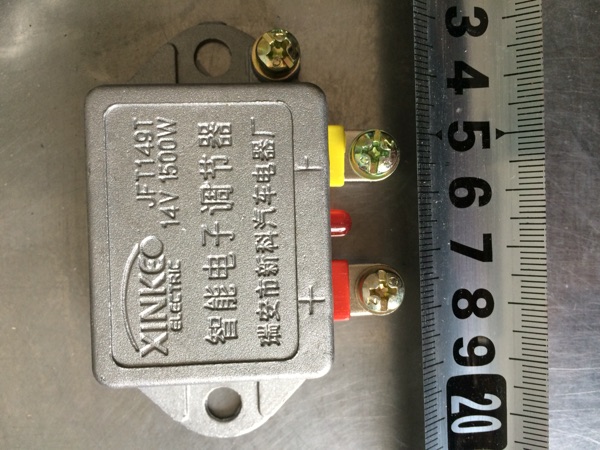 XINKE
ELECTRIC
JFT149T
14V 1500W
智能电子调节器
瑞安市新科汽车电器厂
+
3 4 5 6 7 8 9 20